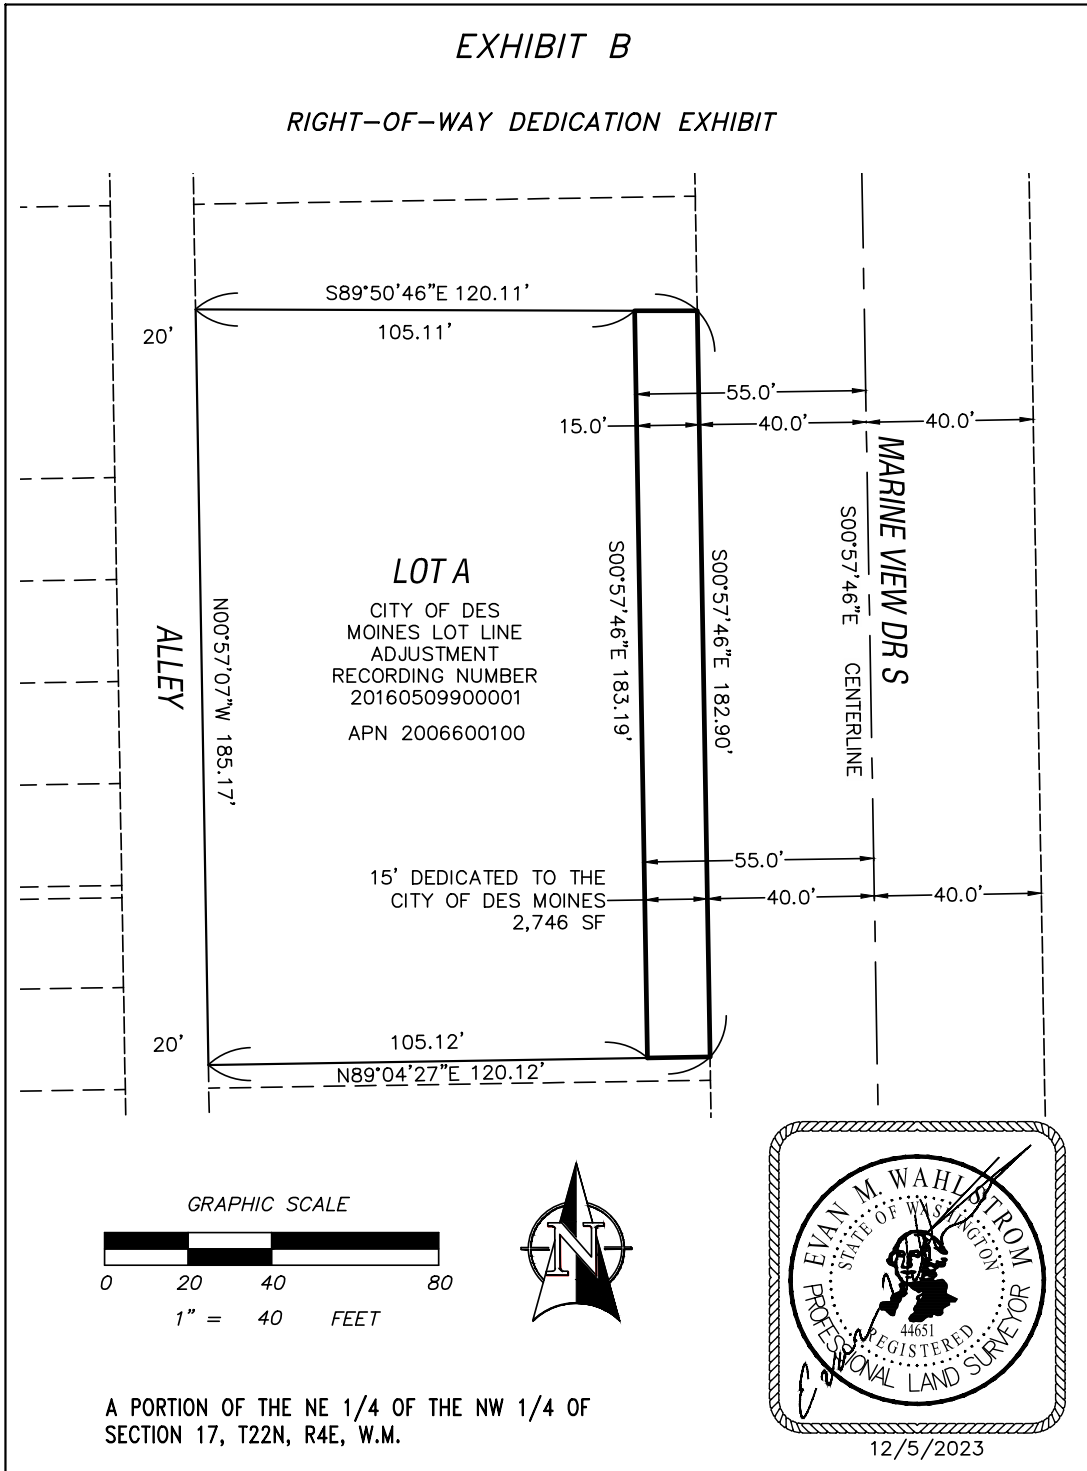 EXHIBIT B
RIGHT-OF-WAY DEDICATION EXHIBIT
S89°50'46"E 120.11'
105.11'
20'
55.0'
15.0'
40.0'
40.0'
MARINE VIEW DR S
S00°57'46"E CENTERLINE
S00°57'46"E 183.19'
S00°57'46"E 182.90'
LOT A
CITY OF DES
MOINES LOT LINE
ADJUSTMENT
RECORDING NUMBER
20160509900001
APN 2006600100
ALLEY
N00°57'07"W 185.17'
55.0'
15' DEDICATED TO THE
CITY OF DES MOINES
2,746 SF
40.0'
40.0'
20'
105.12'
N89°04'27"E 120.12'
GRAPHIC SCALE
0 20 40 80
1" = 40 FEET
N
EVAN M. WAHLSTROM
STATE OF WASHINGTON
44651
REGISTERED
PROFESSIONAL LAND SURVEYOR
12/5/2023
A PORTION OF THE NE 1/4 OF THE NW 1/4 OF
SECTION 17, T22N, R4E, W.M.